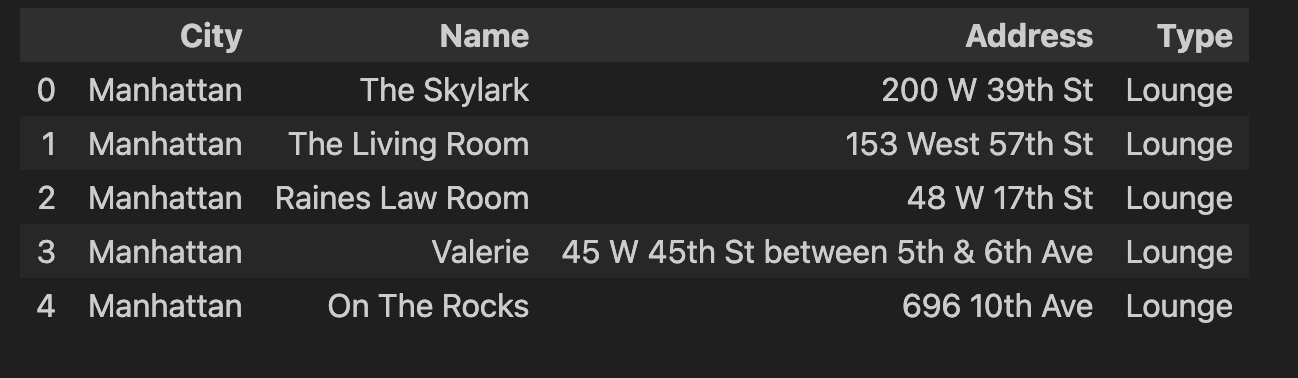 City Name Address Type
0 Manhattan The Skylark 200 W 39th St Lounge
1 Manhattan The Living Room 153 West 57th St Lounge
2 Manhattan Raines Law Room 48 W 17th St Lounge
3 Manhattan Valerie 45 W 45th St between 5th & 6th Ave Lounge
4 Manhattan On The Rocks 696 10th Ave Lounge